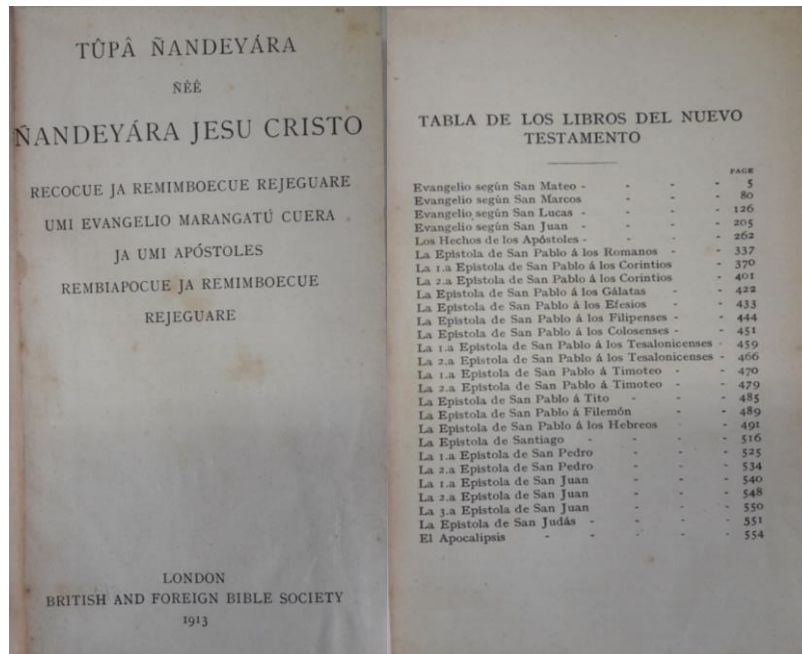 TÛPÂ ÑANDEYÁRA
ÑÉÊ
ÑANDEYÁRA JESU CRISTO
RECOCUE JA REMIMBOECUE REJEGUARE
UMI EVANGELIO MARANGATÚ CUERA
JA UMI APÓSTOLES
REMBIAPOCUE JA REMIMBOECUE
REJEGUARE
LONDON
BRITISH AND FOREIGN BIBLE SOCIETY
1913
TABLA DE LOS LIBROS DEL NUEVO
TESTAMENTO
PAGE
Evangelio según San Mateo - - - - 5
Evangelio según San Marcos - - - 80
Evangelio según San Lucas - - - - 126
Evangelio según San Juan - - - - 205
Los Hechos de los Apóstoles - - - - 262
La Epistola de San Pablo á los Romanos - - 337
La 1.a Epistola de San Pablo á los Corintios - 370
La 2.a Epistola de San Pablo á los Corintios - 401
La Epistola de San Pablo á los Gálatas - - 422
La Epistola de San Pablo á los Efesios - - 433
La Epistola de San Pablo á los Filipenses - - 444
La Epistola de San Pablo á los Colosenses - - 451
La 1.a Epistola de San Pablo á los Tesalonicenses - 459
La 2.a Epistola de San Pablo á los Tesalonicenses - 466
La 1.a Epistola de San Pablo á Timoteo - - 470
La 2.a Epistola de San Pablo á Timoteo - - 479
La Epistola de San Pablo á Tito - - - 485
La Epistola de San Pablo á Filemón - - 489
La Epistola de San Pablo á los Hebreos - - 491
La Epistola de Santiago - - - - 516
La 1.a Epistola de San Pedro - - - 525
La 2.a Epistola de San Pedro - - - 534
La 1.a Epistola de San Juan - - - 540
La 2.a Epistola de San Juan - - - 548
La 3.a Epistola de San Juan - - - 550
La Epistola de San Judás - - - - 551
El Apocalipsis - - - - - 554